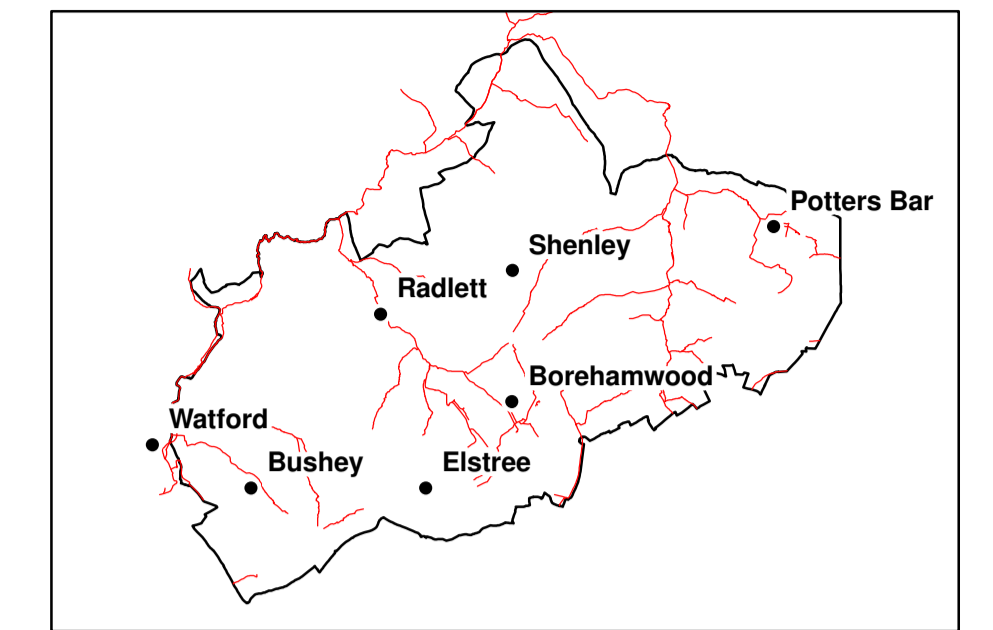 Potters Bar
Shenley
Radlett
Borehamwood
Watford
Bushey
Elstree